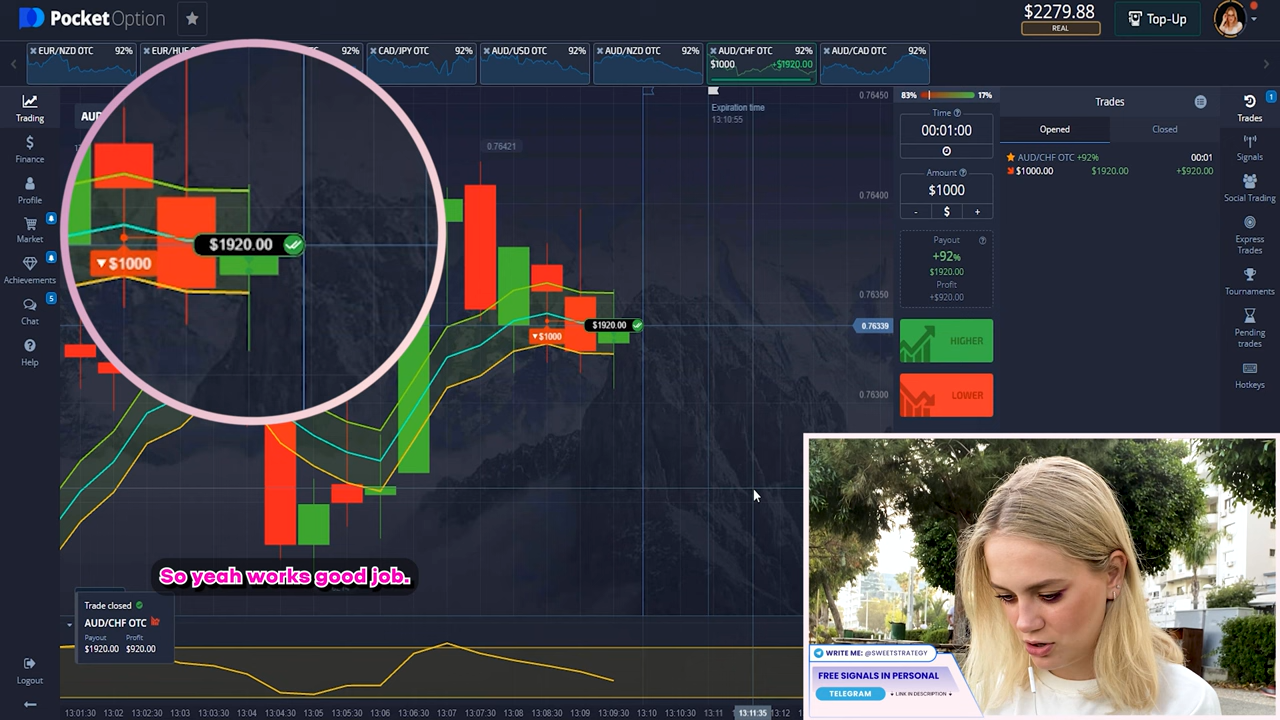 PocketOption
$2279.88
REAL
Top-Up
EUR/NZD OTC 92%
EUR/HU
92%
CAD/JPY OTC 92%
AUD/USD OTC 92%
AUD/NZD OTC 92%
AUD/CHF OTC 92%
$1000 +$1920.00
AUD/CAD OTC 92%
Trading
Finance
Profile
Market
Achievements
5
Chat
Help
Logout
AUD
$1920.00
$1000
0.76421
$1920.00
$1000
Expiration time
13:10:55
0.76450
0.76400
0.76350
0.76339
0.76300
83% 17%
Time
00:01:00
Amount
$1000
- $ +
Payout
+92%
$1920.00
Profit
+$920.00
HIGHER
LOWER
Trades
Opened Closed
AUD/CHF OTC +92% 00:01
$1000.00 $1920.00 +$920.00
1
Trades
Signals
Social Trading
Express
Trades
Tournaments
Pending
trades
Hotkeys
So yeah works good job.
Trade closed
AUD/CHF OTC
Payout Profit
$1920.00 $920.00
WRITE ME: @SWEETSTRATEGY
FREE SIGNALS IN PERSONAL
TELEGRAM
LINK IN DESCRIPTION
13:01:30 13:02 13:02:30 13:03 13:03:30 13:04 13:04:30 13:05 13:05:30 13:06 13:06:30 13:07 13:07:30 13:08 13:08:30 13:09 13:09:30 13:10 13:10:30 13:11 13:11:35 13:12